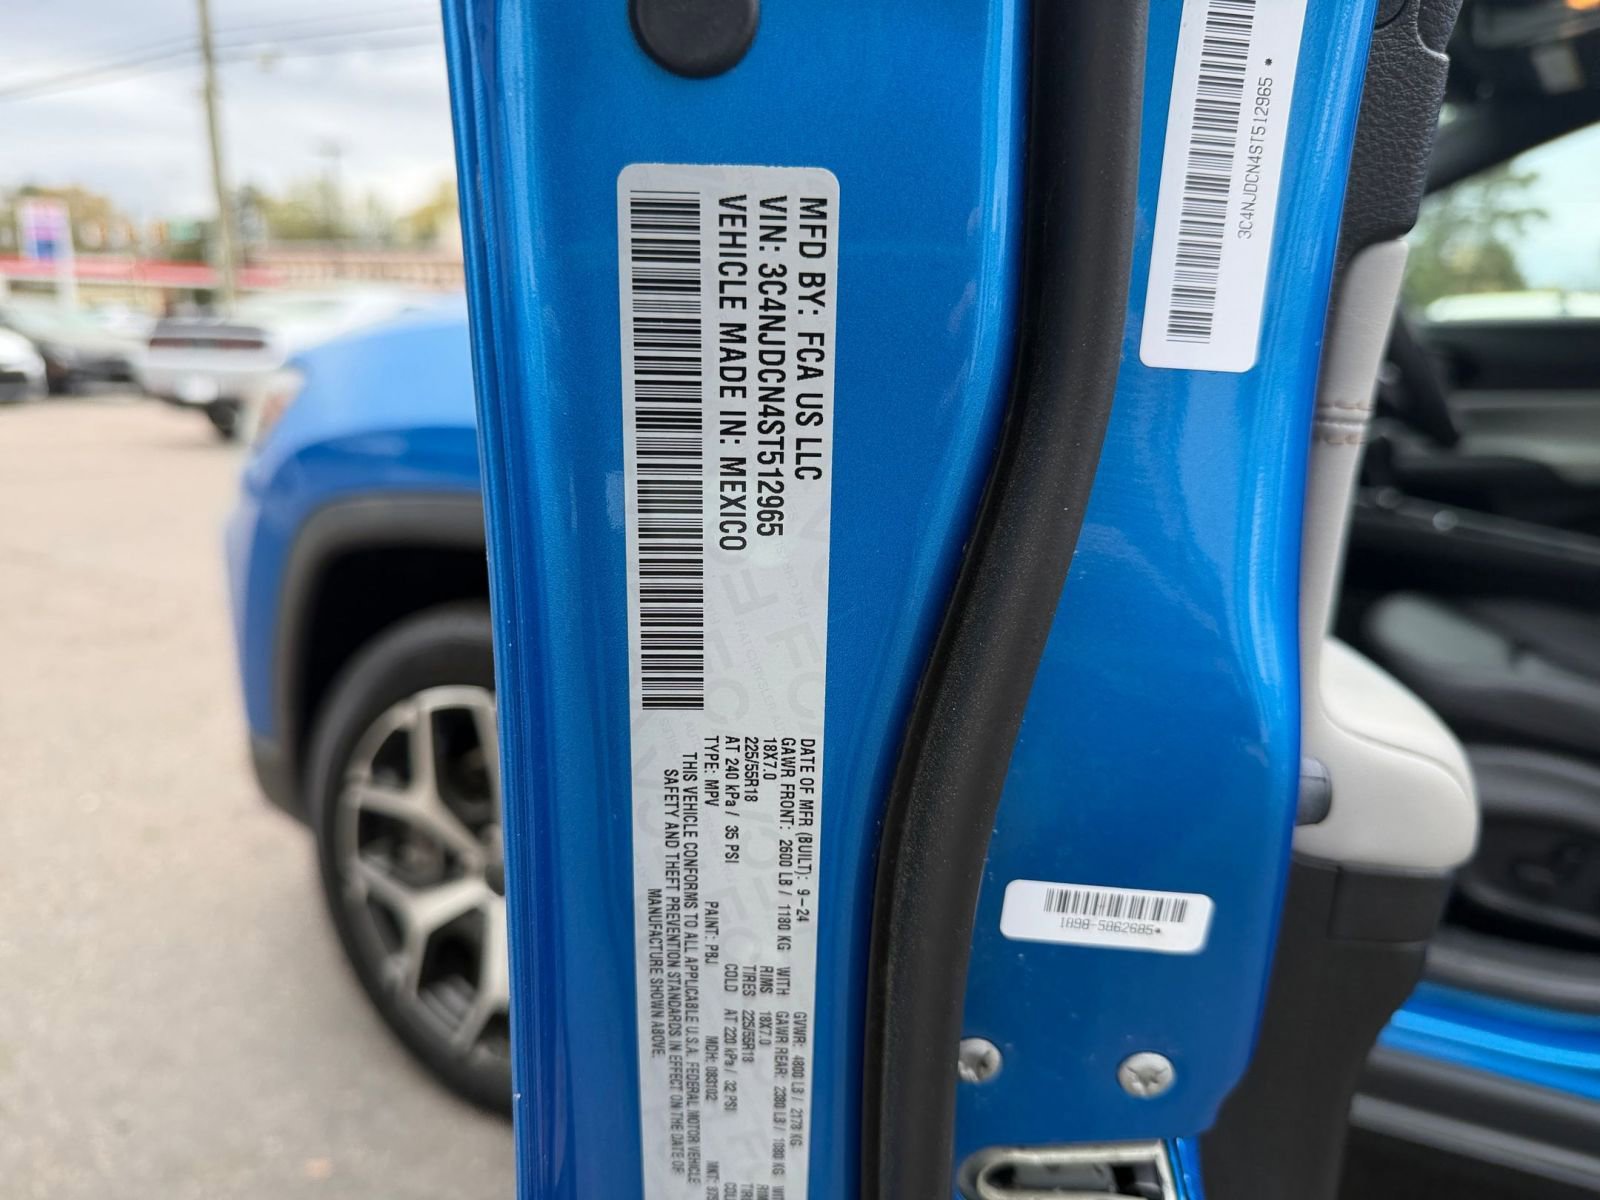 MFD BY: FCA US LLC
VIN: 3C4NJDCN4ST512965
VEHICLE MADE IN: MEXICO
DATE OF MFR (BUILT): 9-24 GVWR: 4800 LB / 2178 KG
GAWR FRONT: 2600 LB / 1180 KG WITH GAWR REAR: 2380 LB / 1080 KG
18X7.0 RIMS 18X7.0
225/55R18 TIRES 225/55R18
AT 240 kPa / 35 PSI COLD AT 220 kPa / 32 PSI
TYPE: MPV PAINT: PBJ MDH: 083102 MKT:
THIS VEHICLE CONFORMS TO ALL APPLICABLE U.S.A. FEDERAL MOTOR VEHICLE
SAFETY AND THEFT PREVENTION STANDARDS IN EFFECT ON THE DATE OF
MANUFACTURE SHOWN ABOVE.
3C4NJDCN4ST512965 *
1A98-5862685*